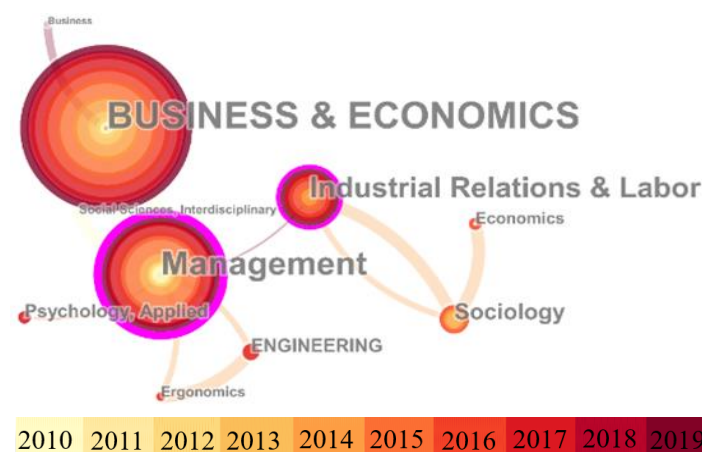 Business
BUSINESS & ECONOMICS
Industrial Relations & Labor
Social Sciences, Interdisciplinary
Economics
Management
Psychology, Applied
Sociology
ENGINEERING
Ergonomics
2010 2011 2012 2013 2014 2015 2016 2017 2018 2019